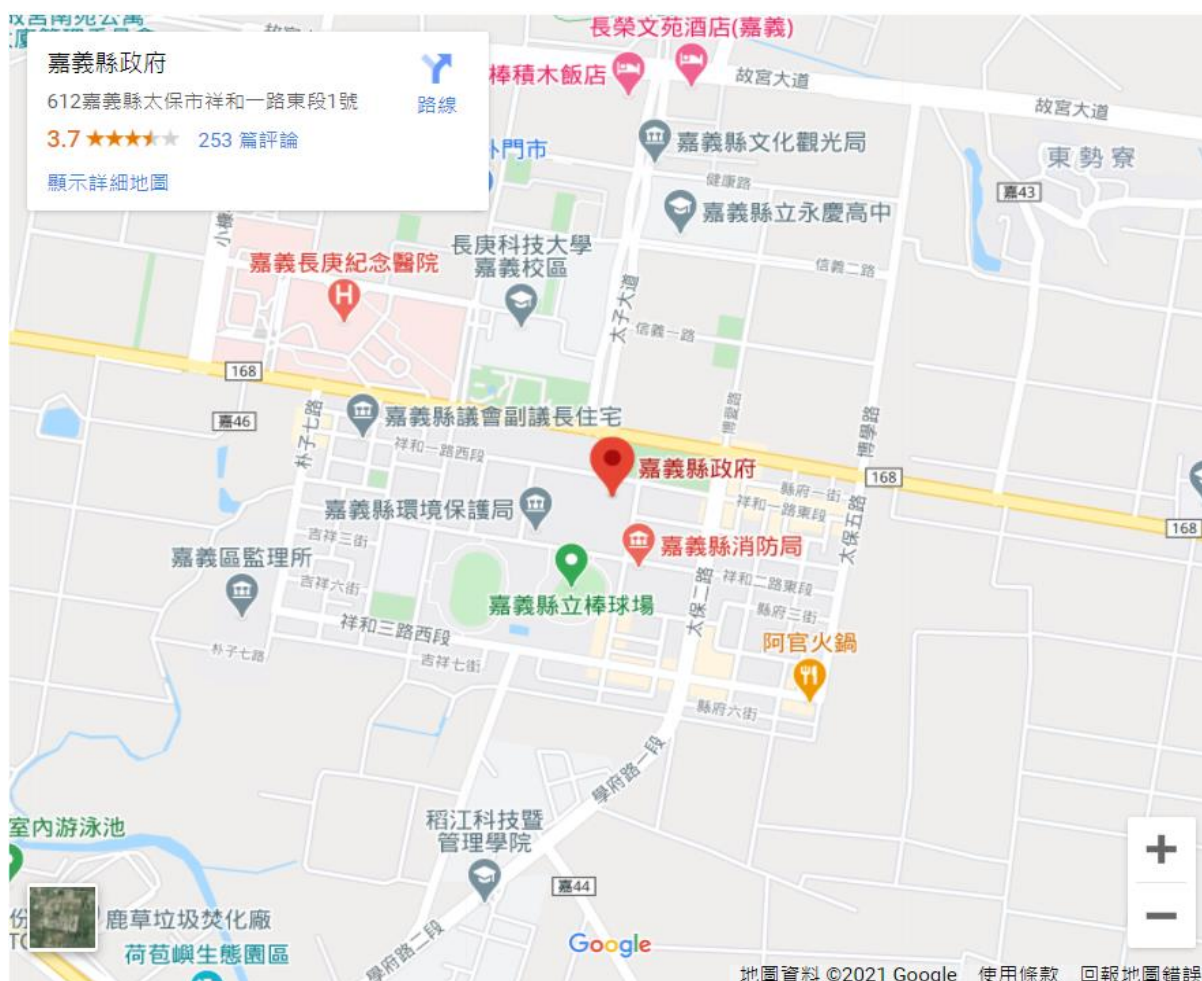 嘉義縣政府
612嘉義縣太保市祥和一路東段1號
3.7
253 篇評論
顯示詳細地圖
路線
長榮文苑酒店(嘉義)
棒積木飯店
故宮大道
故宮大道
嘉義縣文化觀光局
東勢寮
外門市
健康路
嘉43
嘉義縣立永慶高中
長庚科技大學
嘉義校區
嘉義長庚紀念醫院
信義二路
太子大道
信義一路
168
嘉46
朴子七路
嘉義縣議會副議長住宅
博愛路
博學路
祥和一路西段
嘉義縣政府
168
縣府一街
祥和一路東段
嘉義縣環境保護局
168
吉祥三街
嘉義縣消防局
太保五路
嘉義區監理所
吉祥六街
嘉義縣立棒球場
祥和二路東段
太保二路
縣府三街
祥和三路西段
阿官火鍋
朴子七路
吉祥七街
縣府六街
學府路一段
室內游泳池
稻江科技暨
管理學院
嘉44
鹿草垃圾焚化廠
荷苞嶼生態園區
學府路二段
Google
地圖資料 ©2021 Google
使用條款
回報地圖錯誤